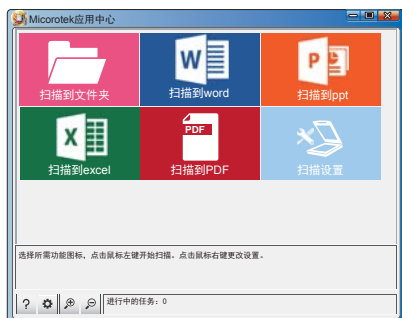 Micorotek应用中心
扫描到文件夹
W
扫描到word
P
扫描到ppt
X
扫描到excel
PDF
扫描到PDF
扫描设置
选择所需功能图标，点击鼠标左键开始扫描。点击鼠标右键更改设置。
?
进行中的任务：0